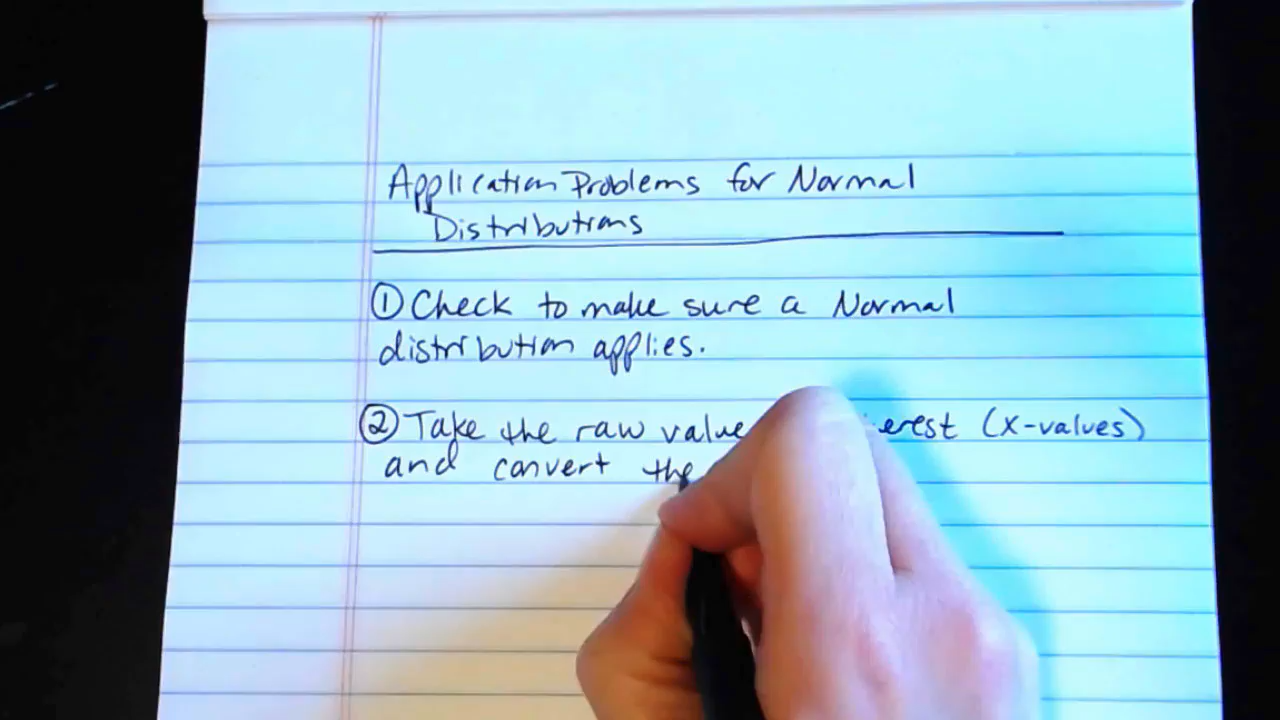 Application Problems for Normal
Distributions
① Check to make sure a Normal
distribution applies.
② Take the raw value erest (x-values)
and convert the